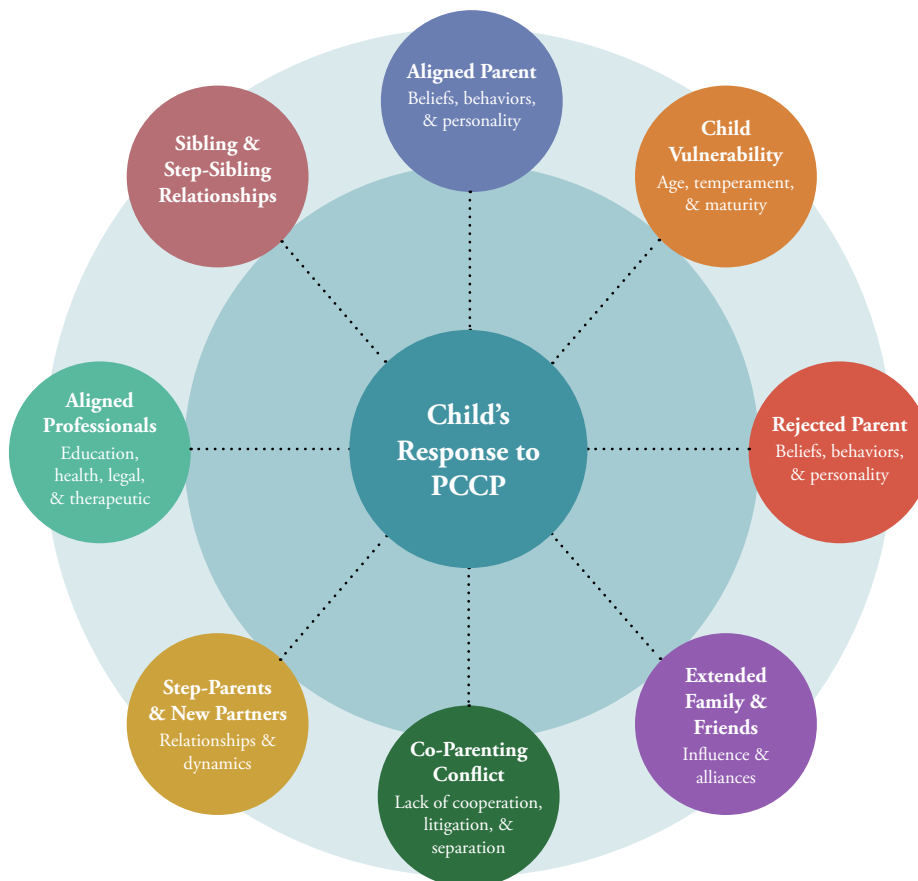 Aligned Parent
Beliefs, behaviors,
& personality
Child
Vulnerability
Age, temperament,
& maturity
Rejected Parent
Beliefs, behaviors,
& personality
Extended
Family &
Friends
Influence &
alliances
Co-Parenting
Conflict
Lack of cooperation,
litigation, &
separation
Step-Parents
& New Partners
Relationships &
dynamics
Aligned
Professionals
Education,
health, legal,
& therapeutic
Sibling &
Step-Sibling
Relationships
Child’s
Response to
PCCP